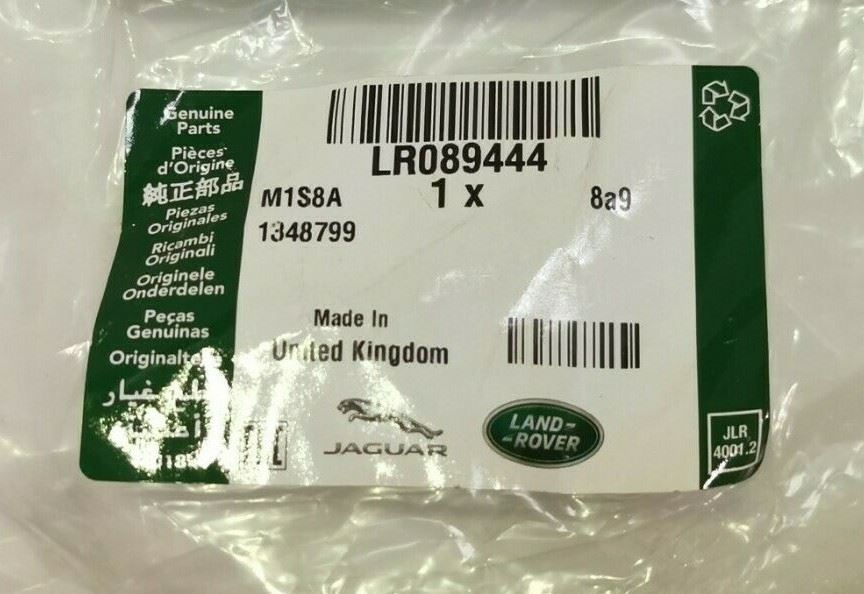 Genuine
Parts
Pièces
d'Origine
純正部品
Piezas
Originales
Ricambi
Originali
Originele
Onderdelen
Peças
Genuinas
غيار
LR089444
M1S8A
1 x
8a9
1348799
Made In
United Kingdom
JAGUAR
LAND-
-ROVER
JLR
4001.2